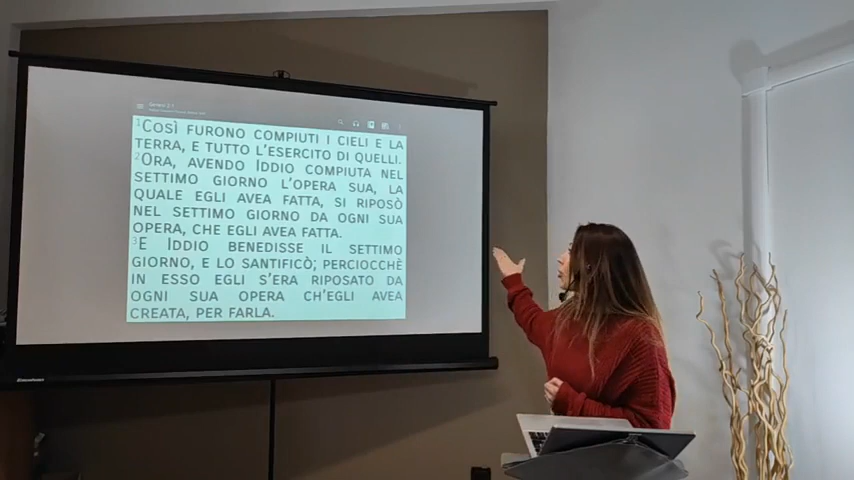 Genesi 2:1
1Così furono compiuti i cieli e la
terra, e tutto l'esercito di quelli.
2Ora, avendo Iddio compiuta nel
settimo giorno l'opera sua, la
quale egli avea fatta, si riposò
nel settimo giorno da ogni sua
opera, che egli avea fatta.
3E Iddio benedisse il settimo
giorno, e lo santificò; perciocchè
in esso egli s'era riposato da
ogni sua opera ch'egli avea
creata, per farla.